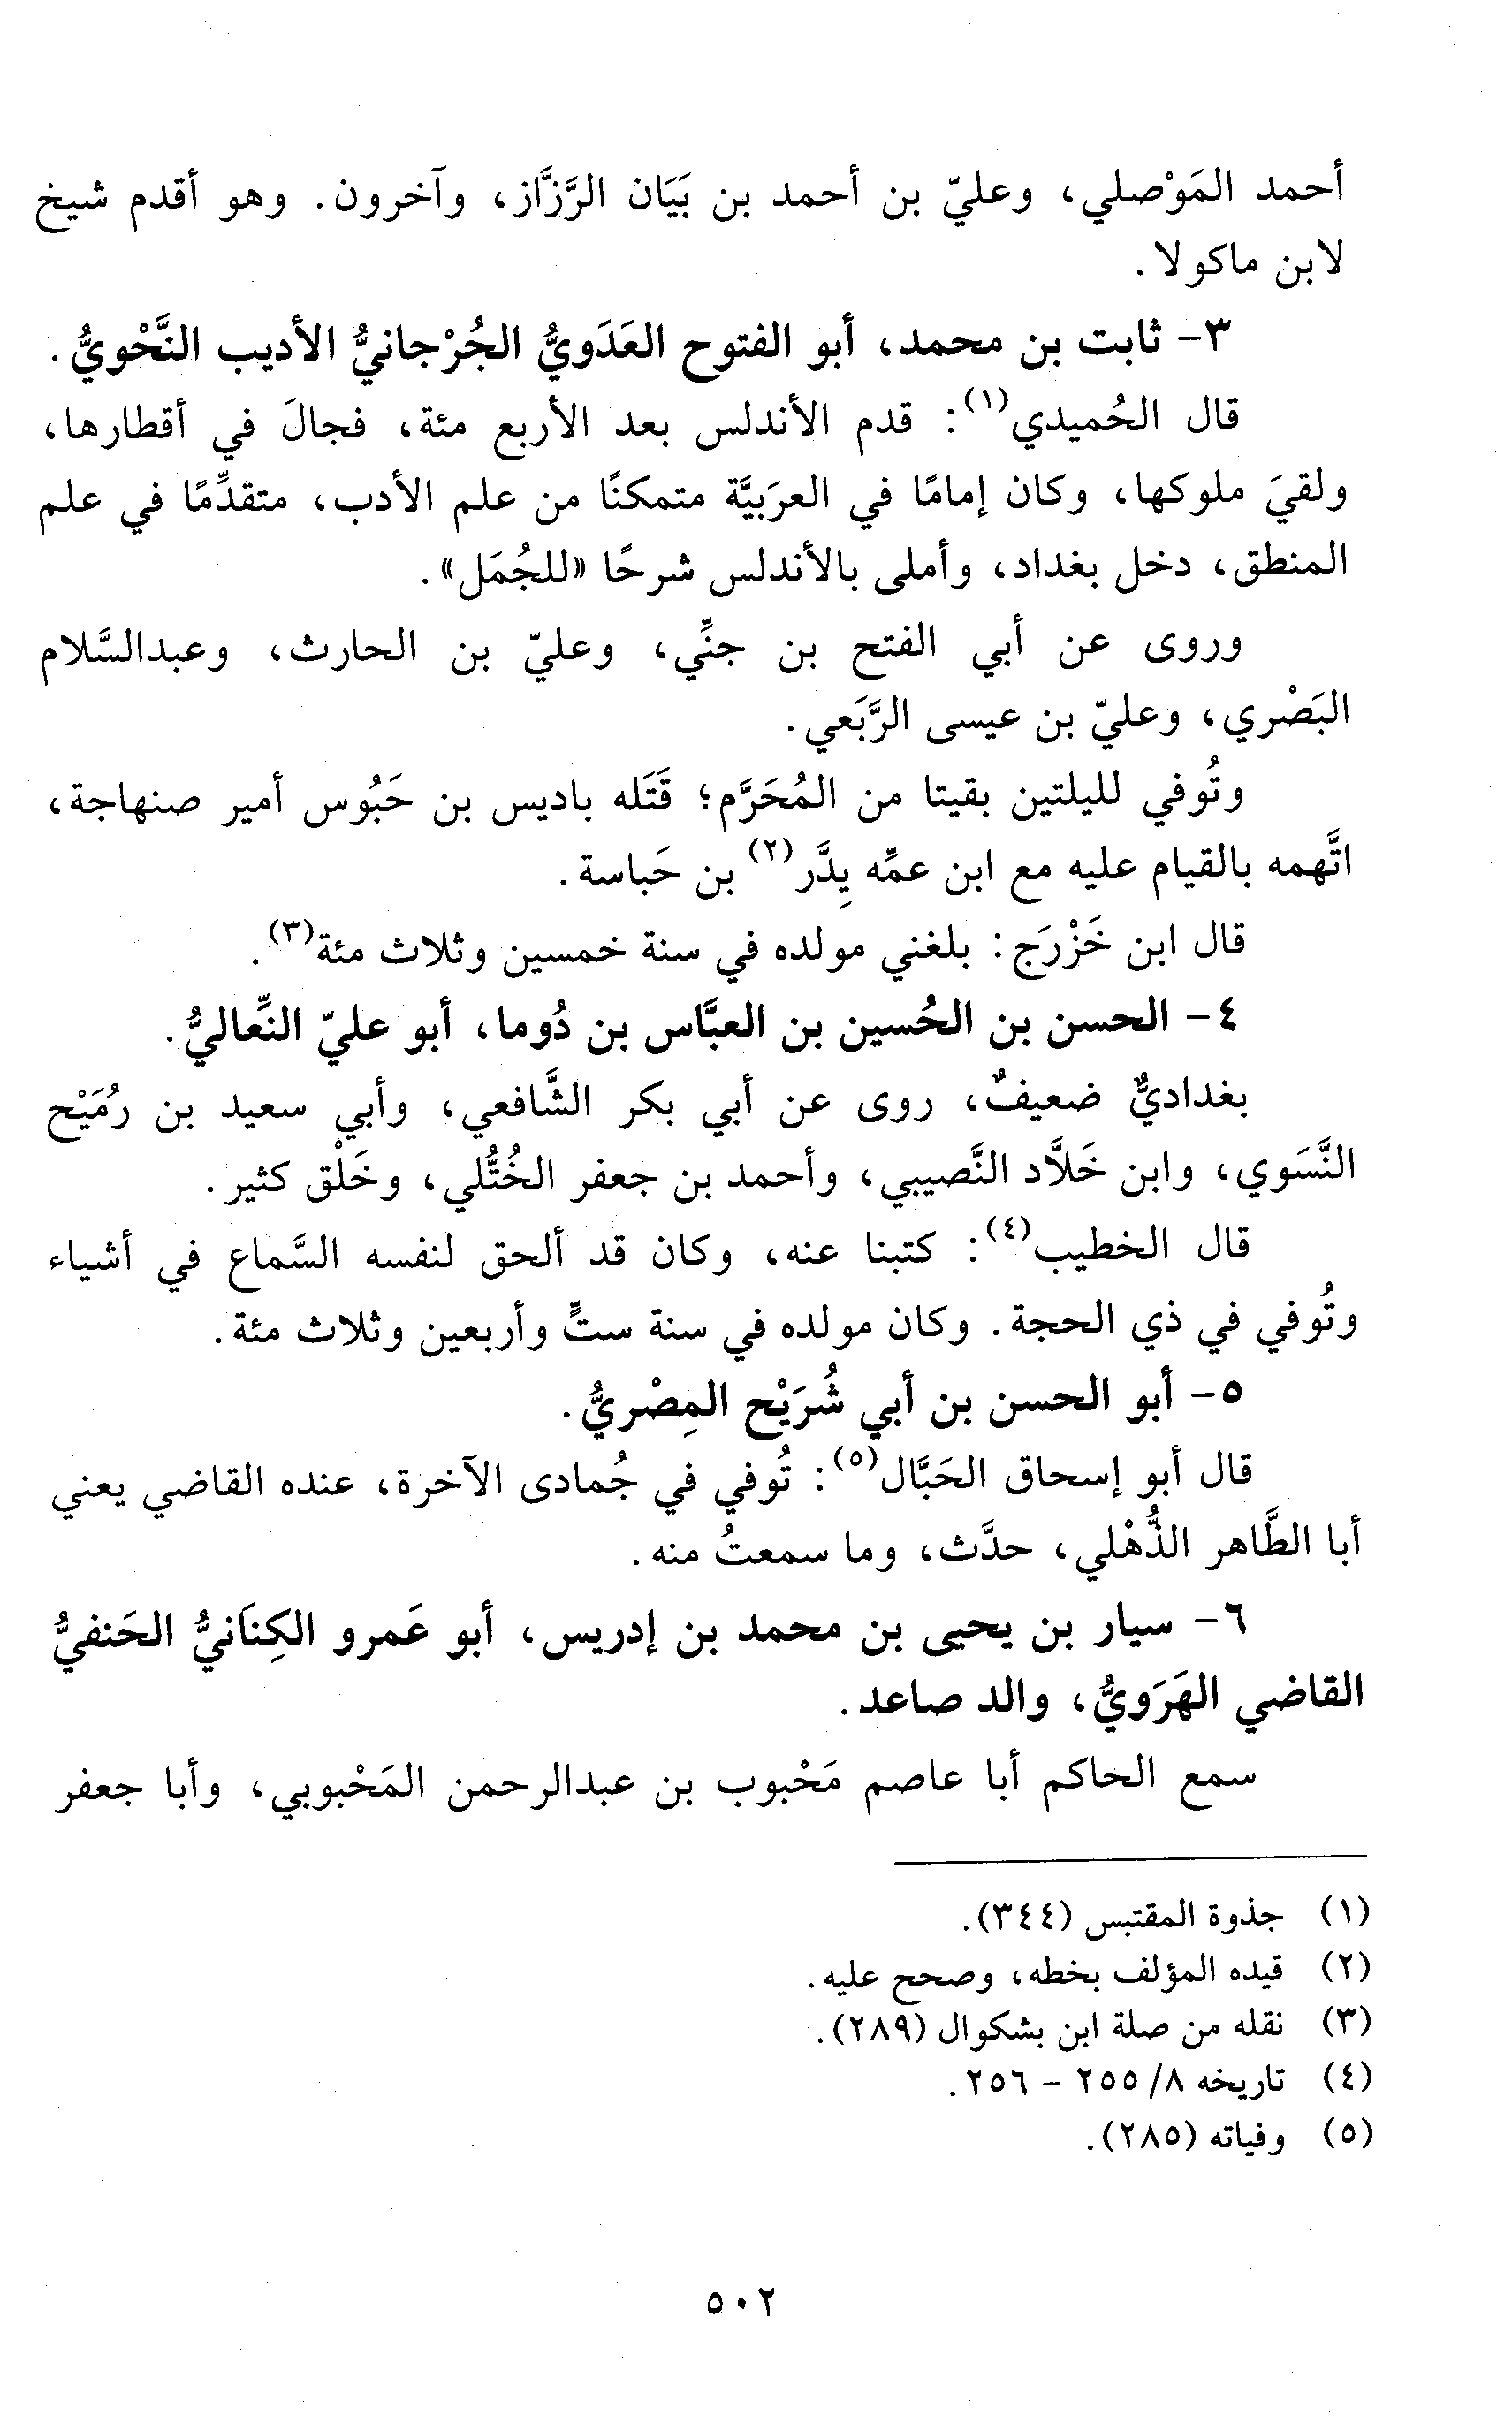 أحمد المَوْصلي، وعليّ بن أحمد بن بَيَان الرَّزَّاز، وآخرون. وهو أقدم شيخ
لابن ماكولا.
٣- ثابت بن محمد، أبو الفتوح العَدَويُّ الجُرْجانيُّ الأديب النَّحْويُّ.
قال الحُميدي(١): قدم الأندلس بعد الأربع مئة، فجالَ في أقطارها،
ولقيَ ملوكها، وكان إمامًا في العرَبيَّة متمكنًا من علم الأدب، متقدِّمًا في علم
المنطق، دخل بغداد، وأملى بالأندلس شرحًا «للجُمَل».
وروى عن أبي الفتح بن جنِّي، وعليّ بن الحارث، وعبدالسَّلام
البَصْري، وعليّ بن عيسى الرَّبَعي.
وتُوفي لليلتين بقيتا من المُحَرَّم؛ قَتَله باديس بن حَبُوس أمير صنهاجة،
اتَّهمه بالقيام عليه مع ابن عمِّه يِدَّر(٢) بن حَباسة.
قال ابن خَزْرَج: بلغني مولده في سنة خمسين وثلاث مئة(٣).
٤- الحسن بن الحُسين بن العبَّاس بن دُوما، أبو عليّ النِّعاليُّ.
بغداديٌّ ضعيفٌ، روى عن أبي بكر الشَّافعي، وأبي سعيد بن رُمَيْح
النَّسَوي، وابن خَلاَّد النَّصيبي، وأحمد بن جعفر الخُتُّلي، وخَلْق كثير.
قال الخطيب(٤): كتبنا عنه، وكان قد ألحق لنفسه السَّماع في أشياء
وتُوفي في ذي الحجة. وكان مولده في سنة ستٍّ وأربعين وثلاث مئة.
٥- أبو الحسن بن أبي شُرَيْح المِصْريُّ.
قال أبو إسحاق الحَبَّال(٥): تُوفي في جُمادى الآخرة، عنده القاضي يعني
أبا الطَّاهر الذُّهْلي، حدَّث، وما سمعتُ منه.
٦- سيار بن يحيى بن محمد بن إدريس، أبو عَمرو الكِنَانيُّ الحَنفيُّ
القاضي الهَرَويُّ، والد صاعد.
سمع الحاكم أبا عاصم مَحْبوب بن عبدالرحمن المَحْبوبي، وأبا جعفر
(١) جذوة المقتبس (٣٤٤).
(٢) قيده المؤلف بخطه، وصحح عليه.
(٣) نقله من صلة ابن بشكوال (٢٨٩).
(٤) تاريخه ٨/ ٢٥٥ - ٢٥٦.
(٥) وفياته (٢٨٥).
٥٠٢